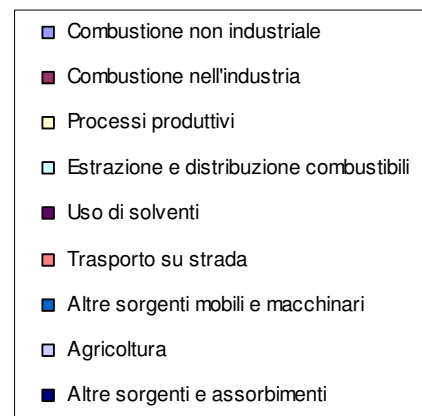 Combustione non industriale
Combustione nell'industria
Processi produttivi
Estrazione e distribuzione combustibili
Uso di solventi
Trasporto su strada
Altre sorgenti mobili e macchinari
Agricoltura
Altre sorgenti e assorbimenti